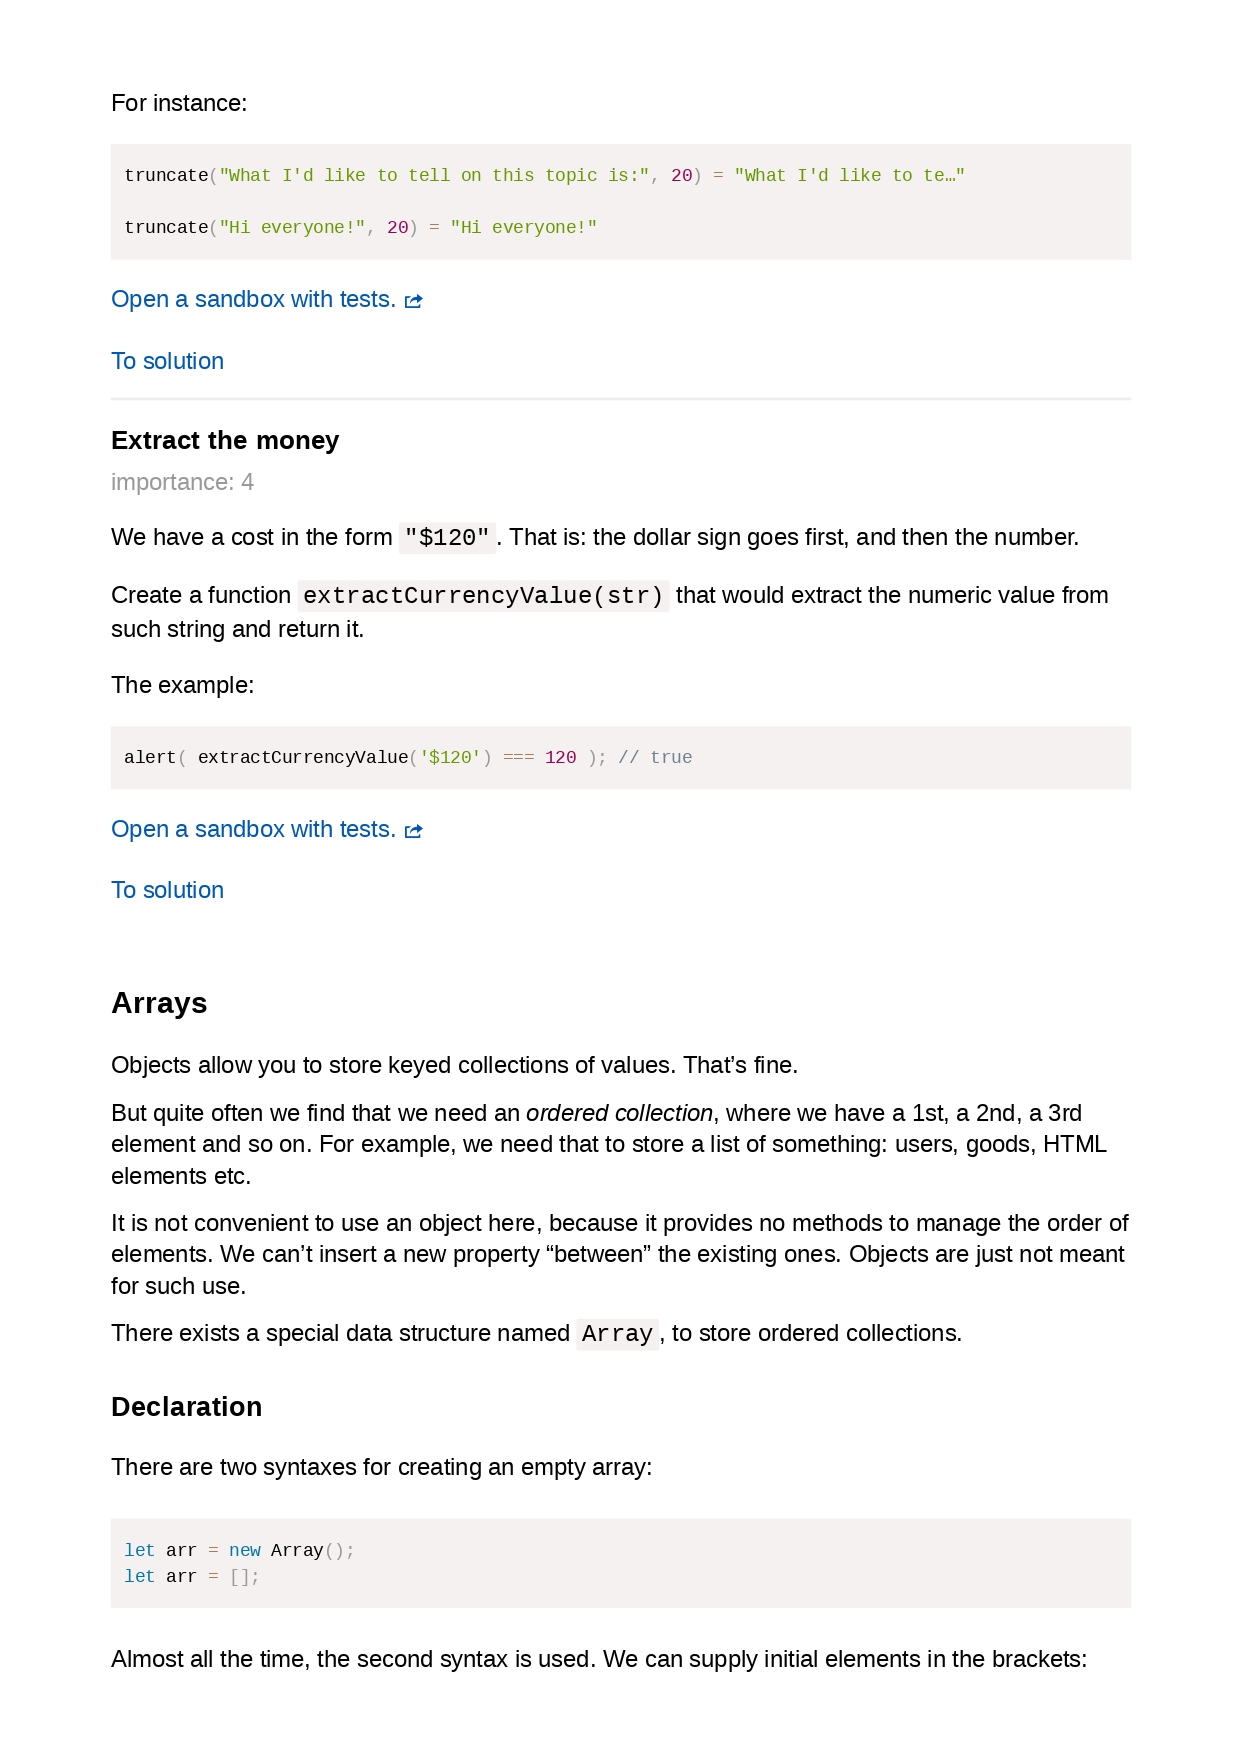 For instance:
truncate("What I'd like to tell on this topic is:", 20) = "What I'd like to te…"
truncate("Hi everyone!", 20) = "Hi everyone!"
Open a sandbox with tests.
To solution
Extract the money
importance: 4
We have a cost in the form "$120". That is: the dollar sign goes first, and then the number.
Create a function extractCurrencyValue(str) that would extract the numeric value from
such string and return it.
The example:
alert( extractCurrencyValue('$120') === 120 ); // true
Open a sandbox with tests.
To solution
Arrays
Objects allow you to store keyed collections of values. That’s fine.
But quite often we find that we need an ordered collection, where we have a 1st, a 2nd, a 3rd
element and so on. For example, we need that to store a list of something: users, goods, HTML
elements etc.
It is not convenient to use an object here, because it provides no methods to manage the order of
elements. We can’t insert a new property “between” the existing ones. Objects are just not meant
for such use.
There exists a special data structure named Array, to store ordered collections.
Declaration
There are two syntaxes for creating an empty array:
let arr = new Array();
let arr = [];
Almost all the time, the second syntax is used. We can supply initial elements in the brackets: